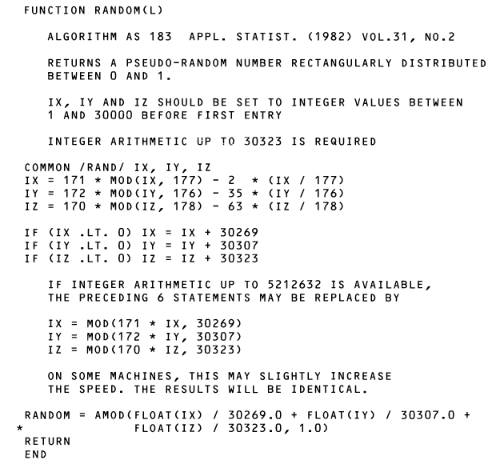 FUNCTION RANDOM(L)
ALGORITHM AS 183 APPL. STATIST. (1982) VOL.31, NO.2
RETURNS A PSEUDO-RANDOM NUMBER RECTANGULARLY DISTRIBUTED
BETWEEN 0 AND 1.
IX, IY AND IZ SHOULD BE SET TO INTEGER VALUES BETWEEN
1 AND 30000 BEFORE FIRST ENTRY
INTEGER ARITHMETIC UP TO 30323 IS REQUIRED
COMMON /RAND/ IX, IY, IZ
IX = 171 * MOD(IX, 177) - 2 * (IX / 177)
IY = 172 * MOD(IY, 176) - 35 * (IY / 176)
IZ = 170 * MOD(IZ, 178) - 63 * (IZ / 178)
IF (IX .LT. 0) IX = IX + 30269
IF (IY .LT. 0) IY = IY + 30307
IF (IZ .LT. 0) IZ = IZ + 30323
IF INTEGER ARITHMETIC UP TO 5212632 IS AVAILABLE,
THE PRECEDING 6 STATEMENTS MAY BE REPLACED BY
IX = MOD(171 * IX, 30269)
IY = MOD(172 * IY, 30307)
IZ = MOD(170 * IZ, 30323)
ON SOME MACHINES, THIS MAY SLIGHTLY INCREASE
THE SPEED. THE RESULTS WILL BE IDENTICAL.
RANDOM = AMOD(FLOAT(IX) / 30269.0 + FLOAT(IY) / 30307.0 +
* FLOAT(IZ) / 30323.0, 1.0)
RETURN
END